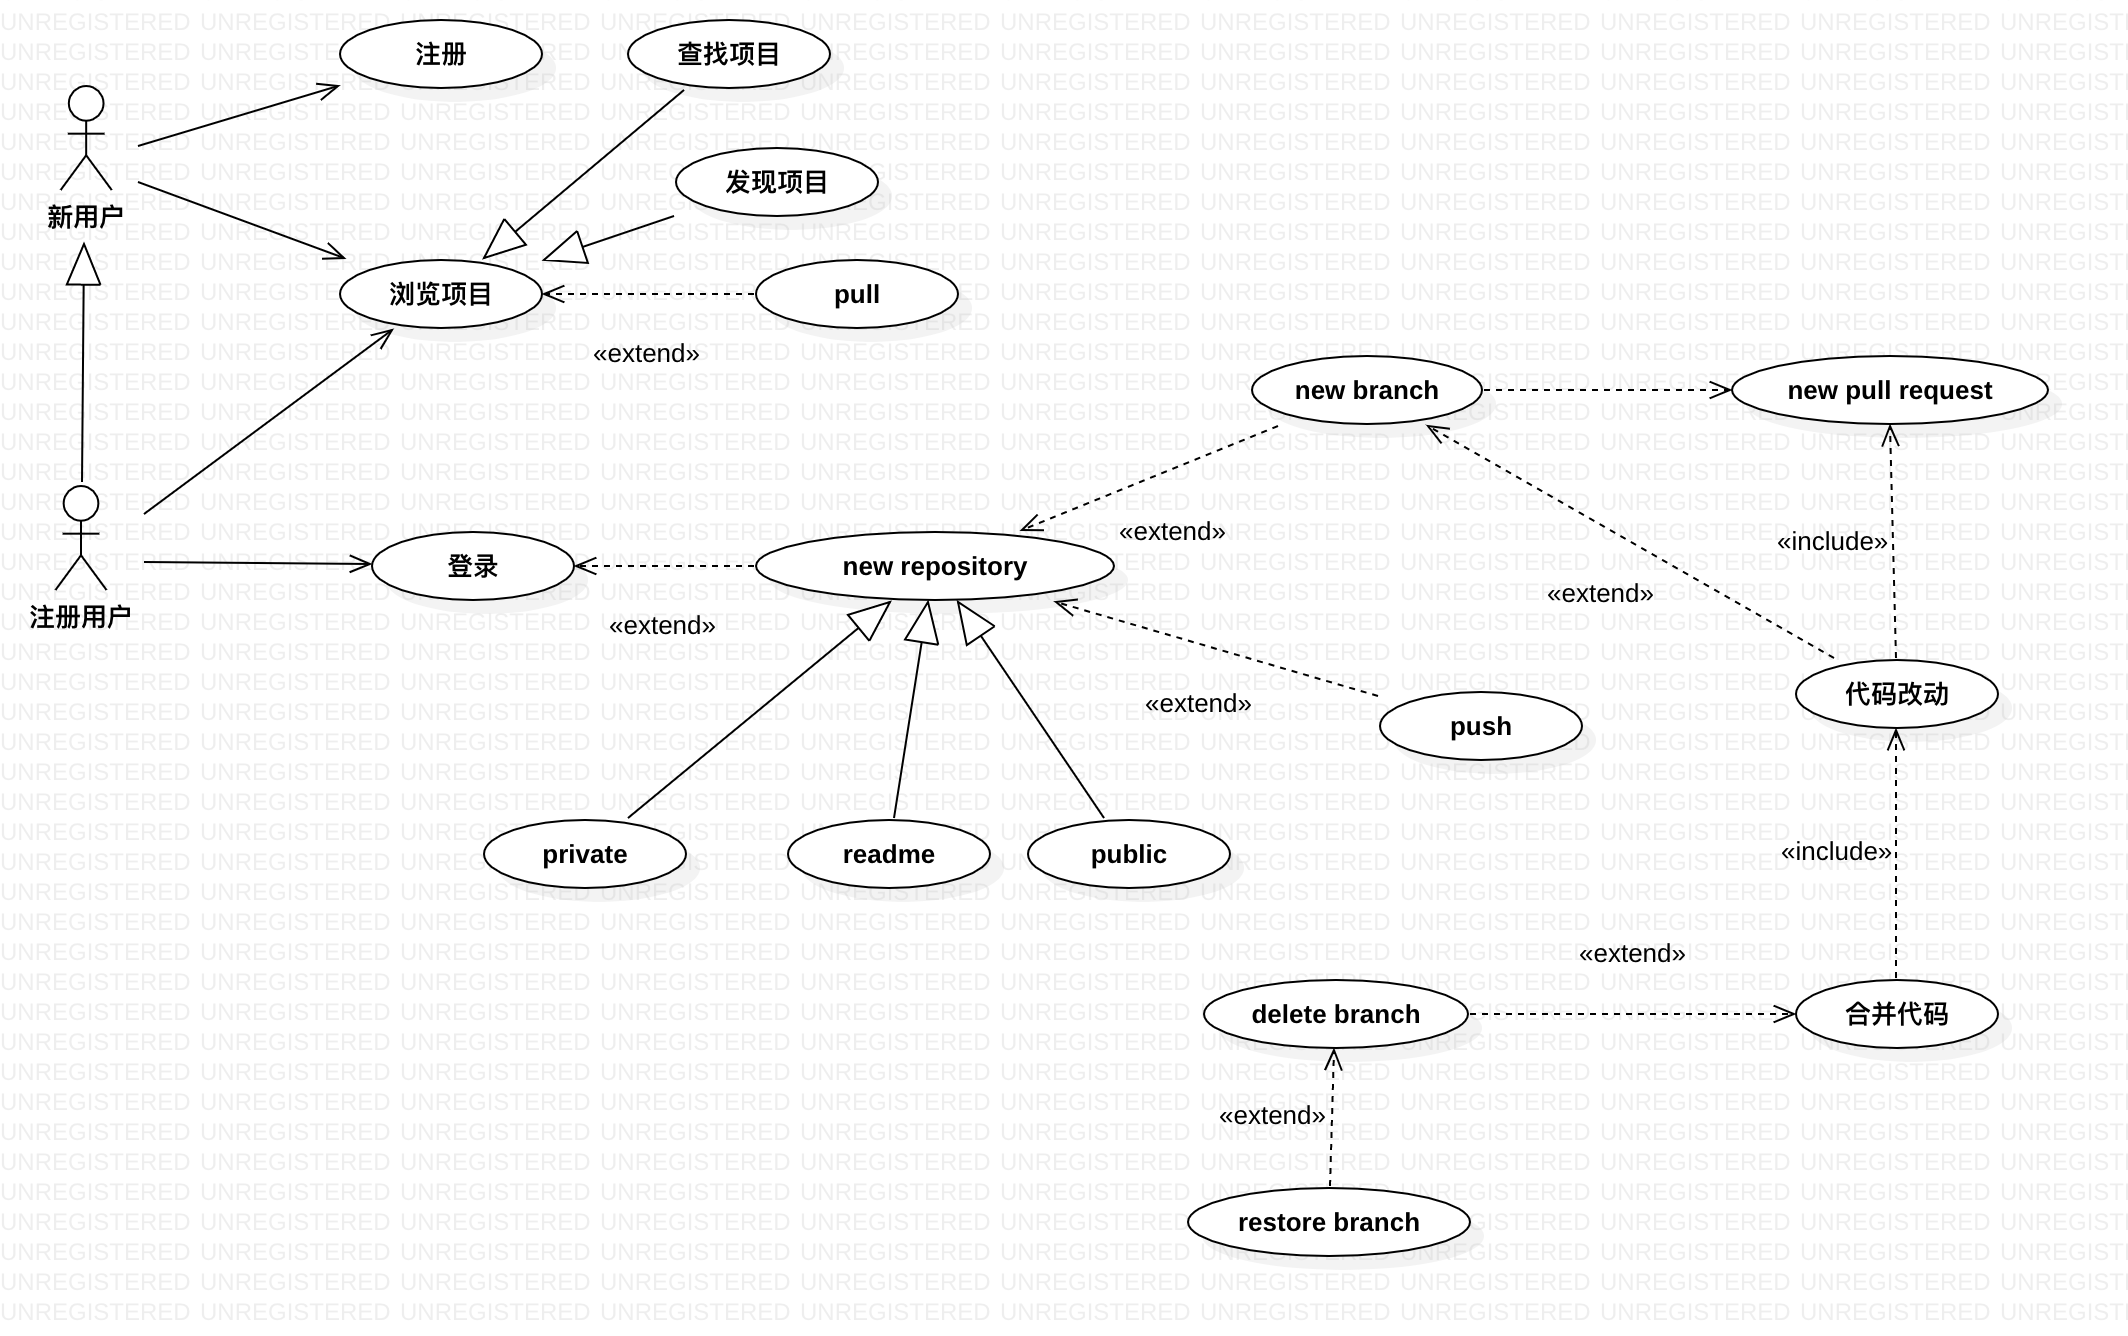 注册
查找项目
发现项目
新用户
浏览项目
pull
«extend»
new branch
new pull request
«extend»
«include»
«extend»
登录
new repository
注册用户
«extend»
«extend»
push
代码改动
private
readme
public
«include»
«extend»
delete branch
合并代码
«extend»
restore branch
UNREGISTERED